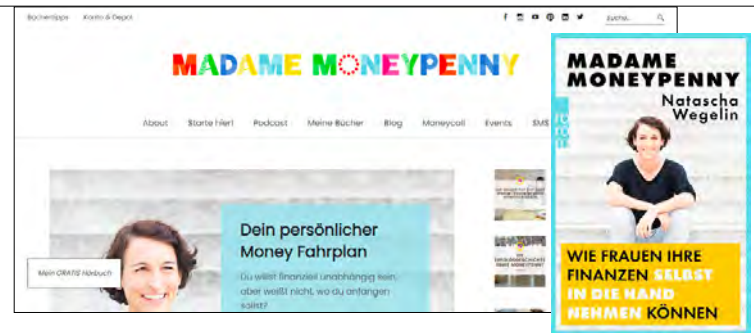 Büchertipps Konto & Depot
Suche...
MADAME MONEYPENNY
About Starte hier! Podcast Meine Bücher Blog Moneycall Events SMS
Dein persönlicher
Money Fahrplan
Du willst finanziell unabhängig sein,
aber weißt nicht, wo du anfangen
sollst?
Mein GRATIS Hörbuch
MADAME
MONEYPENNY
Natascha
Wegelin
WIE FRAUEN IHRE
FINANZEN SELBST
IN DIE HAND
NEHMEN KÖNNEN